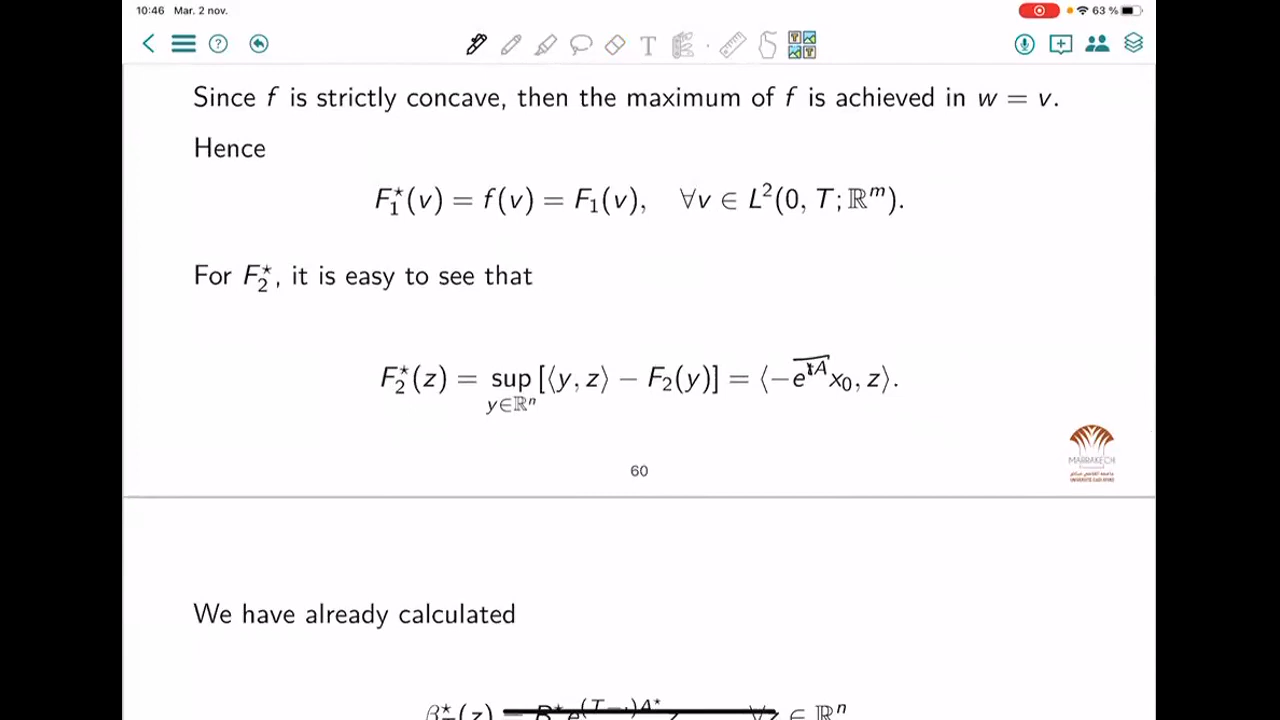 10:46 Mar. 2 nov. 63 %
Since f is strictly concave, then the maximum of f is achieved in w = v.
Hence
F₁*(v) = f(v) = F₁(v), ∀v ∈ L²(0, T; ℝᵐ).
For F₂*, it is easy to see that
F₂*(z) = sup [⟨y, z⟩ − F₂(y)] = ⟨−e^{tA} x₀, z⟩.
y∈ℝⁿ
MARRAKECH
60
We have already calculated
(z) = B* e^{(T−·)A*} z ∀z ∈ ℝⁿ